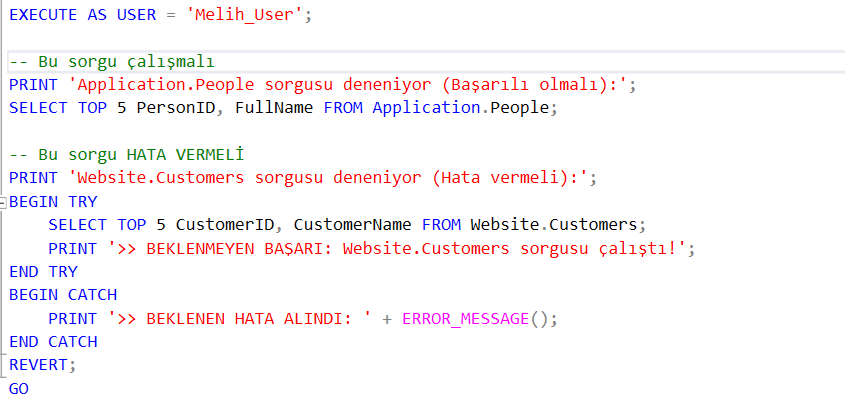 EXECUTE AS USER = 'Melih_User';
-- Bu sorgu çalışmalı
PRINT 'Application.People sorgusu deneniyor (Başarılı olmalı):';
SELECT TOP 5 PersonID, FullName FROM Application.People;
-- Bu sorgu HATA VERMELİ
PRINT 'Website.Customers sorgusu deneniyor (Hata vermeli):';
BEGIN TRY
    SELECT TOP 5 CustomerID, CustomerName FROM Website.Customers;
    PRINT '>> BEKLENMEYEN BAŞARI: Website.Customers sorgusu çalıştı!';
END TRY
BEGIN CATCH
    PRINT '>> BEKLENEN HATA ALINDI: ' + ERROR_MESSAGE();
END CATCH
REVERT;
GO